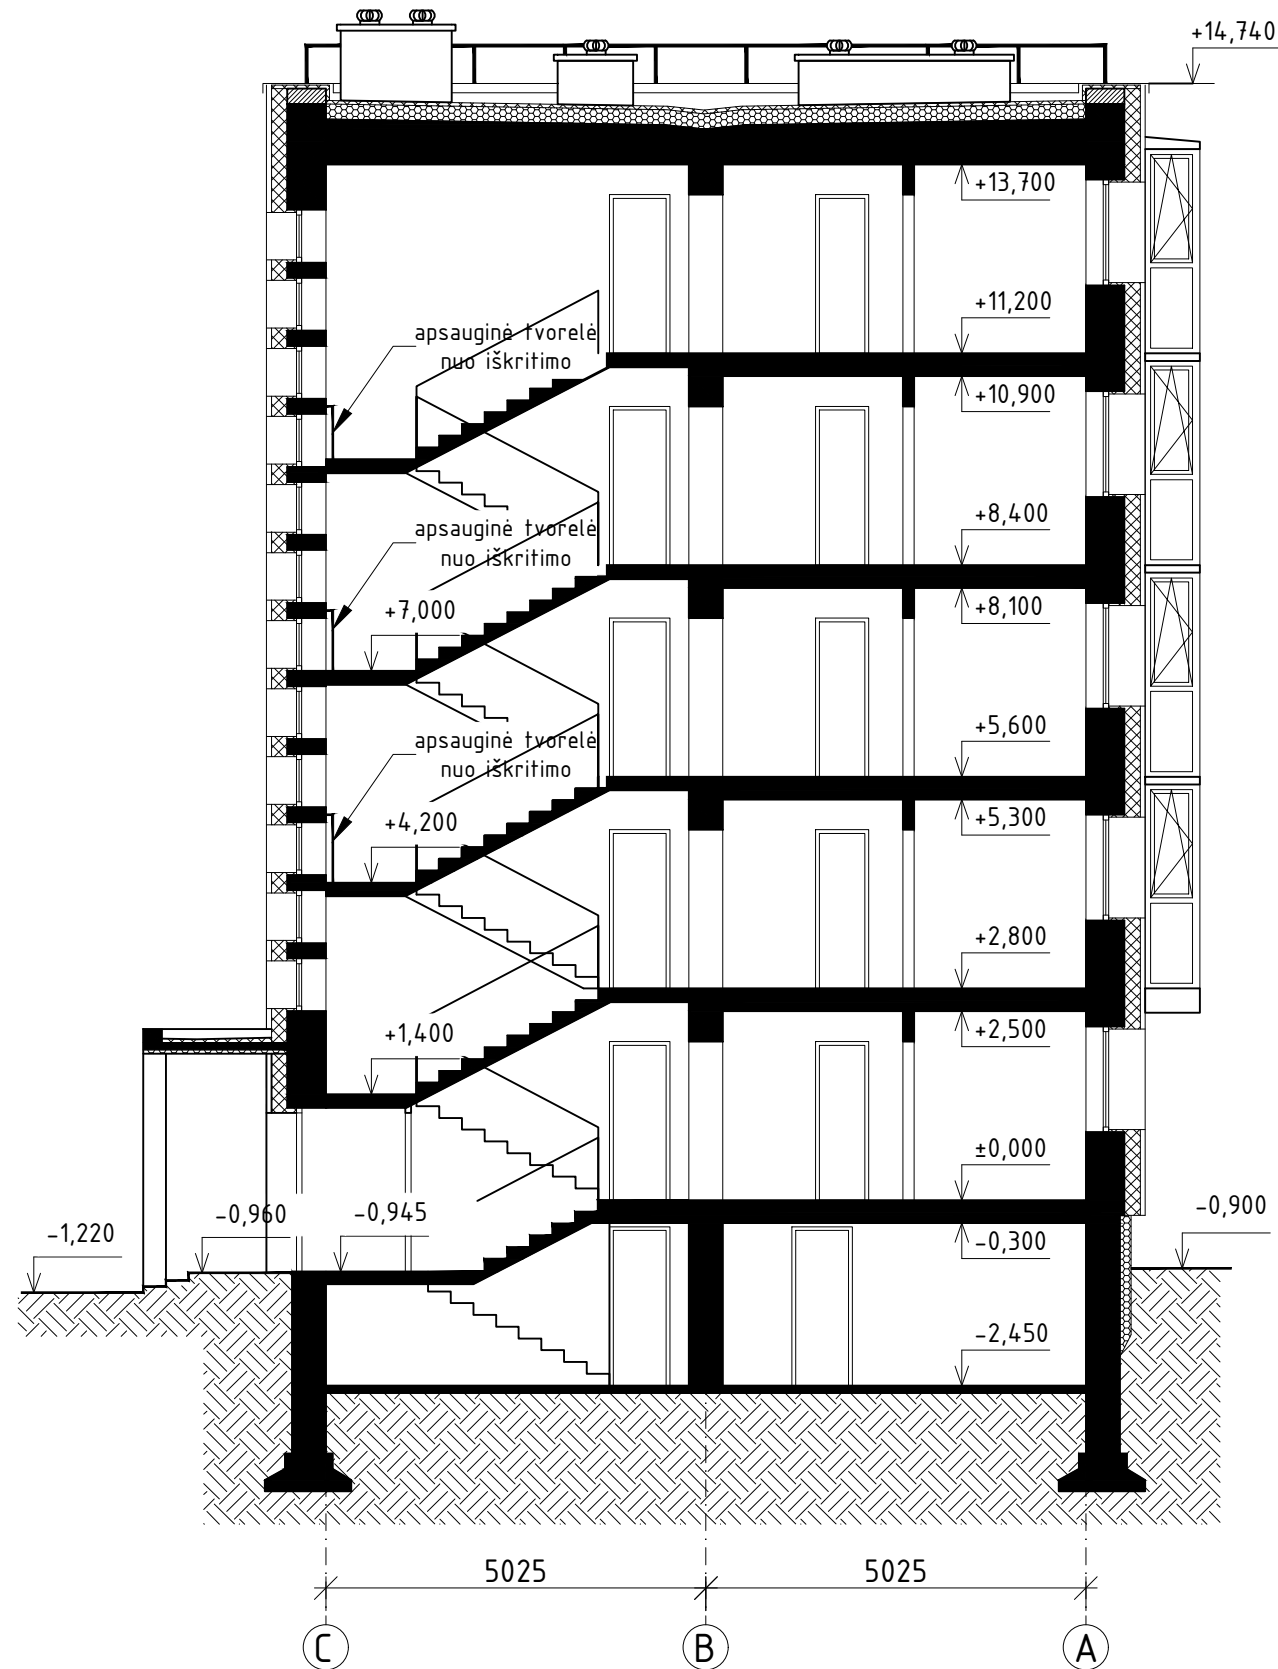 +14,740
+13,700
+11,200
apsauginė tvorelė
nuo iškritimo
+10,900
+8,400
apsauginė tvorelė
nuo iškritimo
+7,000
+8,100
+5,600
apsauginė tvorelė
nuo iškritimo
+4,200
+5,300
+2,800
+1,400
+2,500
±0,000
-0,960
-0,945
-0,900
-1,220
-0,300
-2,450
5025
5025
C
B
A